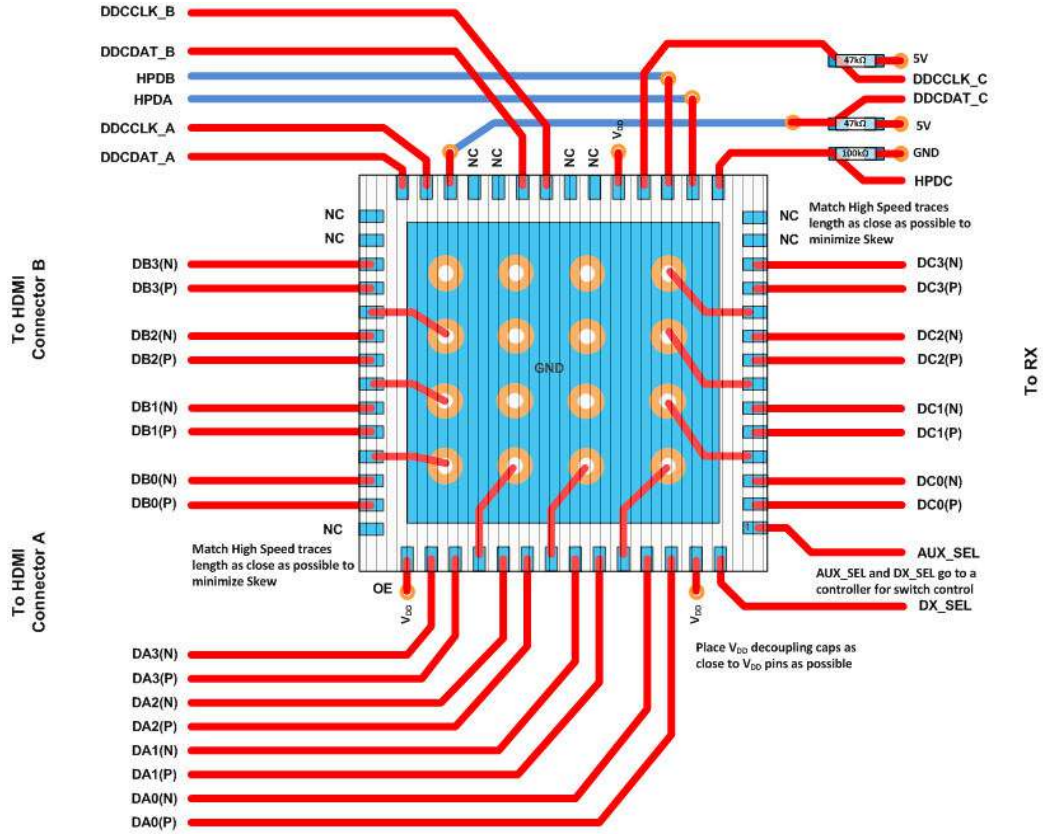 DDCCLK_B
DDCDAT_B
HPDB
HPDA
DDCCLK_A
DDCDAT_A
47kΩ
5V
DDCCLK_C
DDCDAT_C
47kΩ
5V
100kΩ
GND
HPDC
NC
NC
VDD
NC
NC
NC
NC
NC
NC
Match High Speed traces
length as close as possible to
minimize Skew
To HDMI
Connector B
DB3(N)
DB3(P)
DB2(N)
DB2(P)
DB1(N)
DB1(P)
DB0(N)
DB0(P)
NC
GND
DC3(N)
DC3(P)
DC2(N)
DC2(P)
DC1(N)
DC1(P)
DC0(N)
DC0(P)
1
AUX_SEL
To RX
To HDMI
Connector A
Match High Speed traces
length as close as possible to
minimize Skew
OE
VDD
VDD
AUX_SEL and DX_SEL go to a
controller for switch control
DX_SEL
Place VDD decoupling caps as
close to VDD pins as possible
DA3(N)
DA3(P)
DA2(N)
DA2(P)
DA1(N)
DA1(P)
DA0(N)
DA0(P)